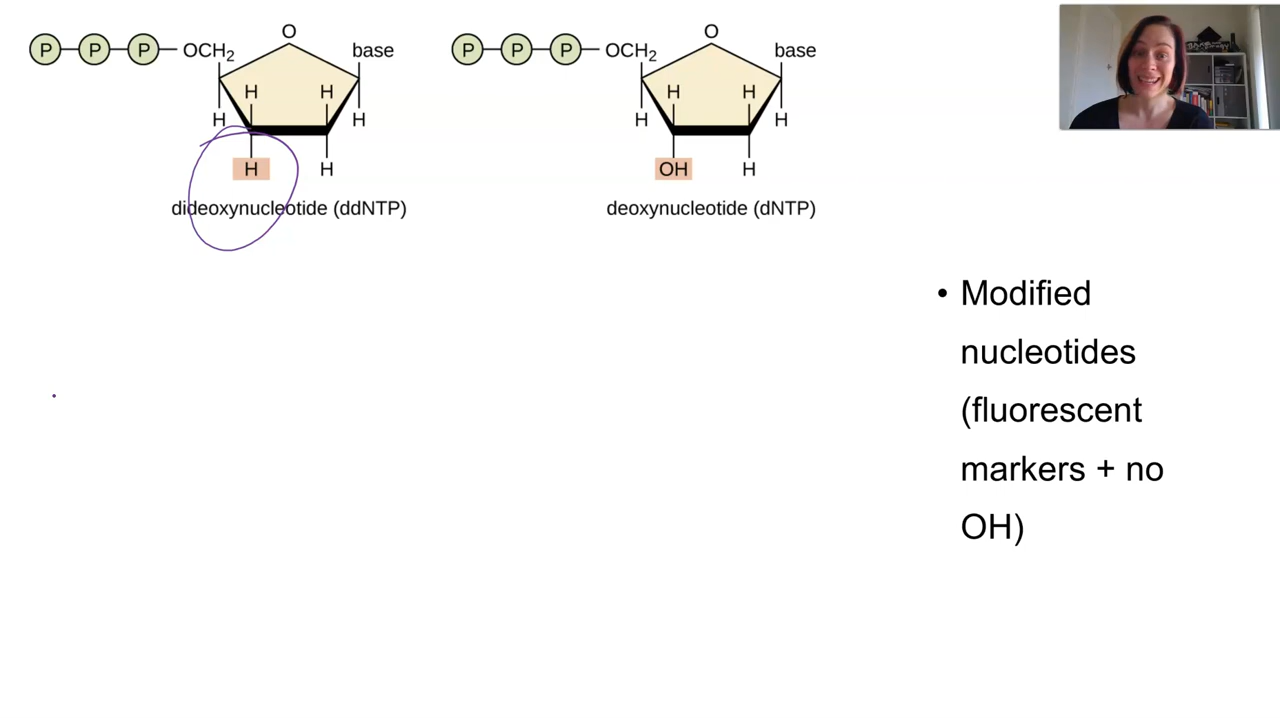 O
P P P OCH₂ base
H H
H H
H H
dideoxynucleotide (ddNTP)
O
P P P OCH₂ base
H H
H H
OH H
deoxynucleotide (dNTP)
• Modified
nucleotides
(fluorescent
markers + no
OH)